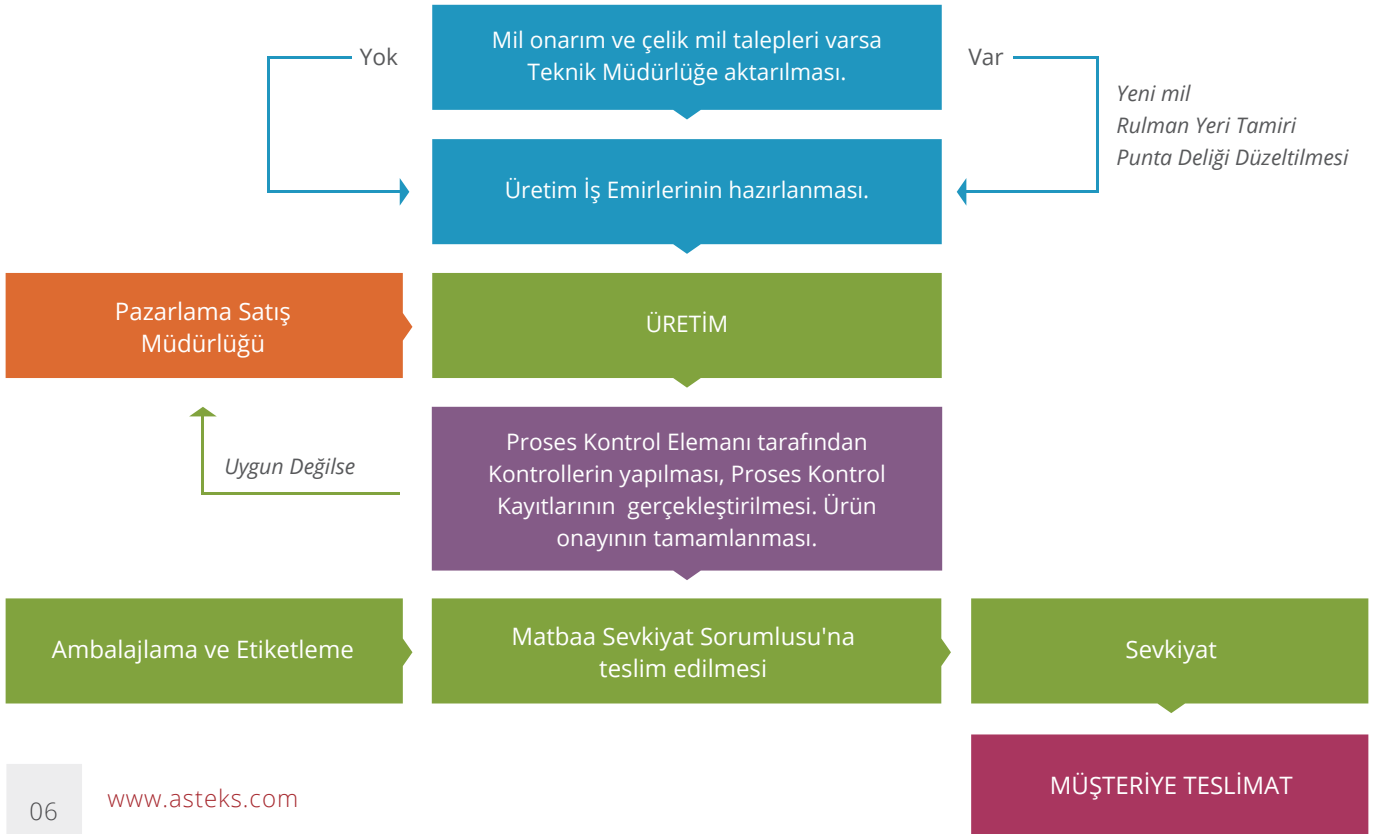 Yok
Mil onarım ve çelik mil talepleri varsa
Teknik Müdürlüğe aktarılması.
Var
Yeni mil
Rulman Yeri Tamiri
Punta Deliği Düzeltilmesi
Üretim İş Emirlerinin hazırlanması.
Pazarlama Satış
Müdürlüğü
ÜRETİM
Uygun Değilse
Proses Kontrol Elemanı tarafından
Kontrollerin yapılması, Proses Kontrol
Kayıtlarının gerçekleştirilmesi. Ürün
onayının tamamlanması.
Ambalajlama ve Etiketleme
Matbaa Sevkiyat Sorumlusu'na
teslim edilmesi
Sevkiyat
MÜŞTERİYE TESLİMAT
06
www.asteks.com